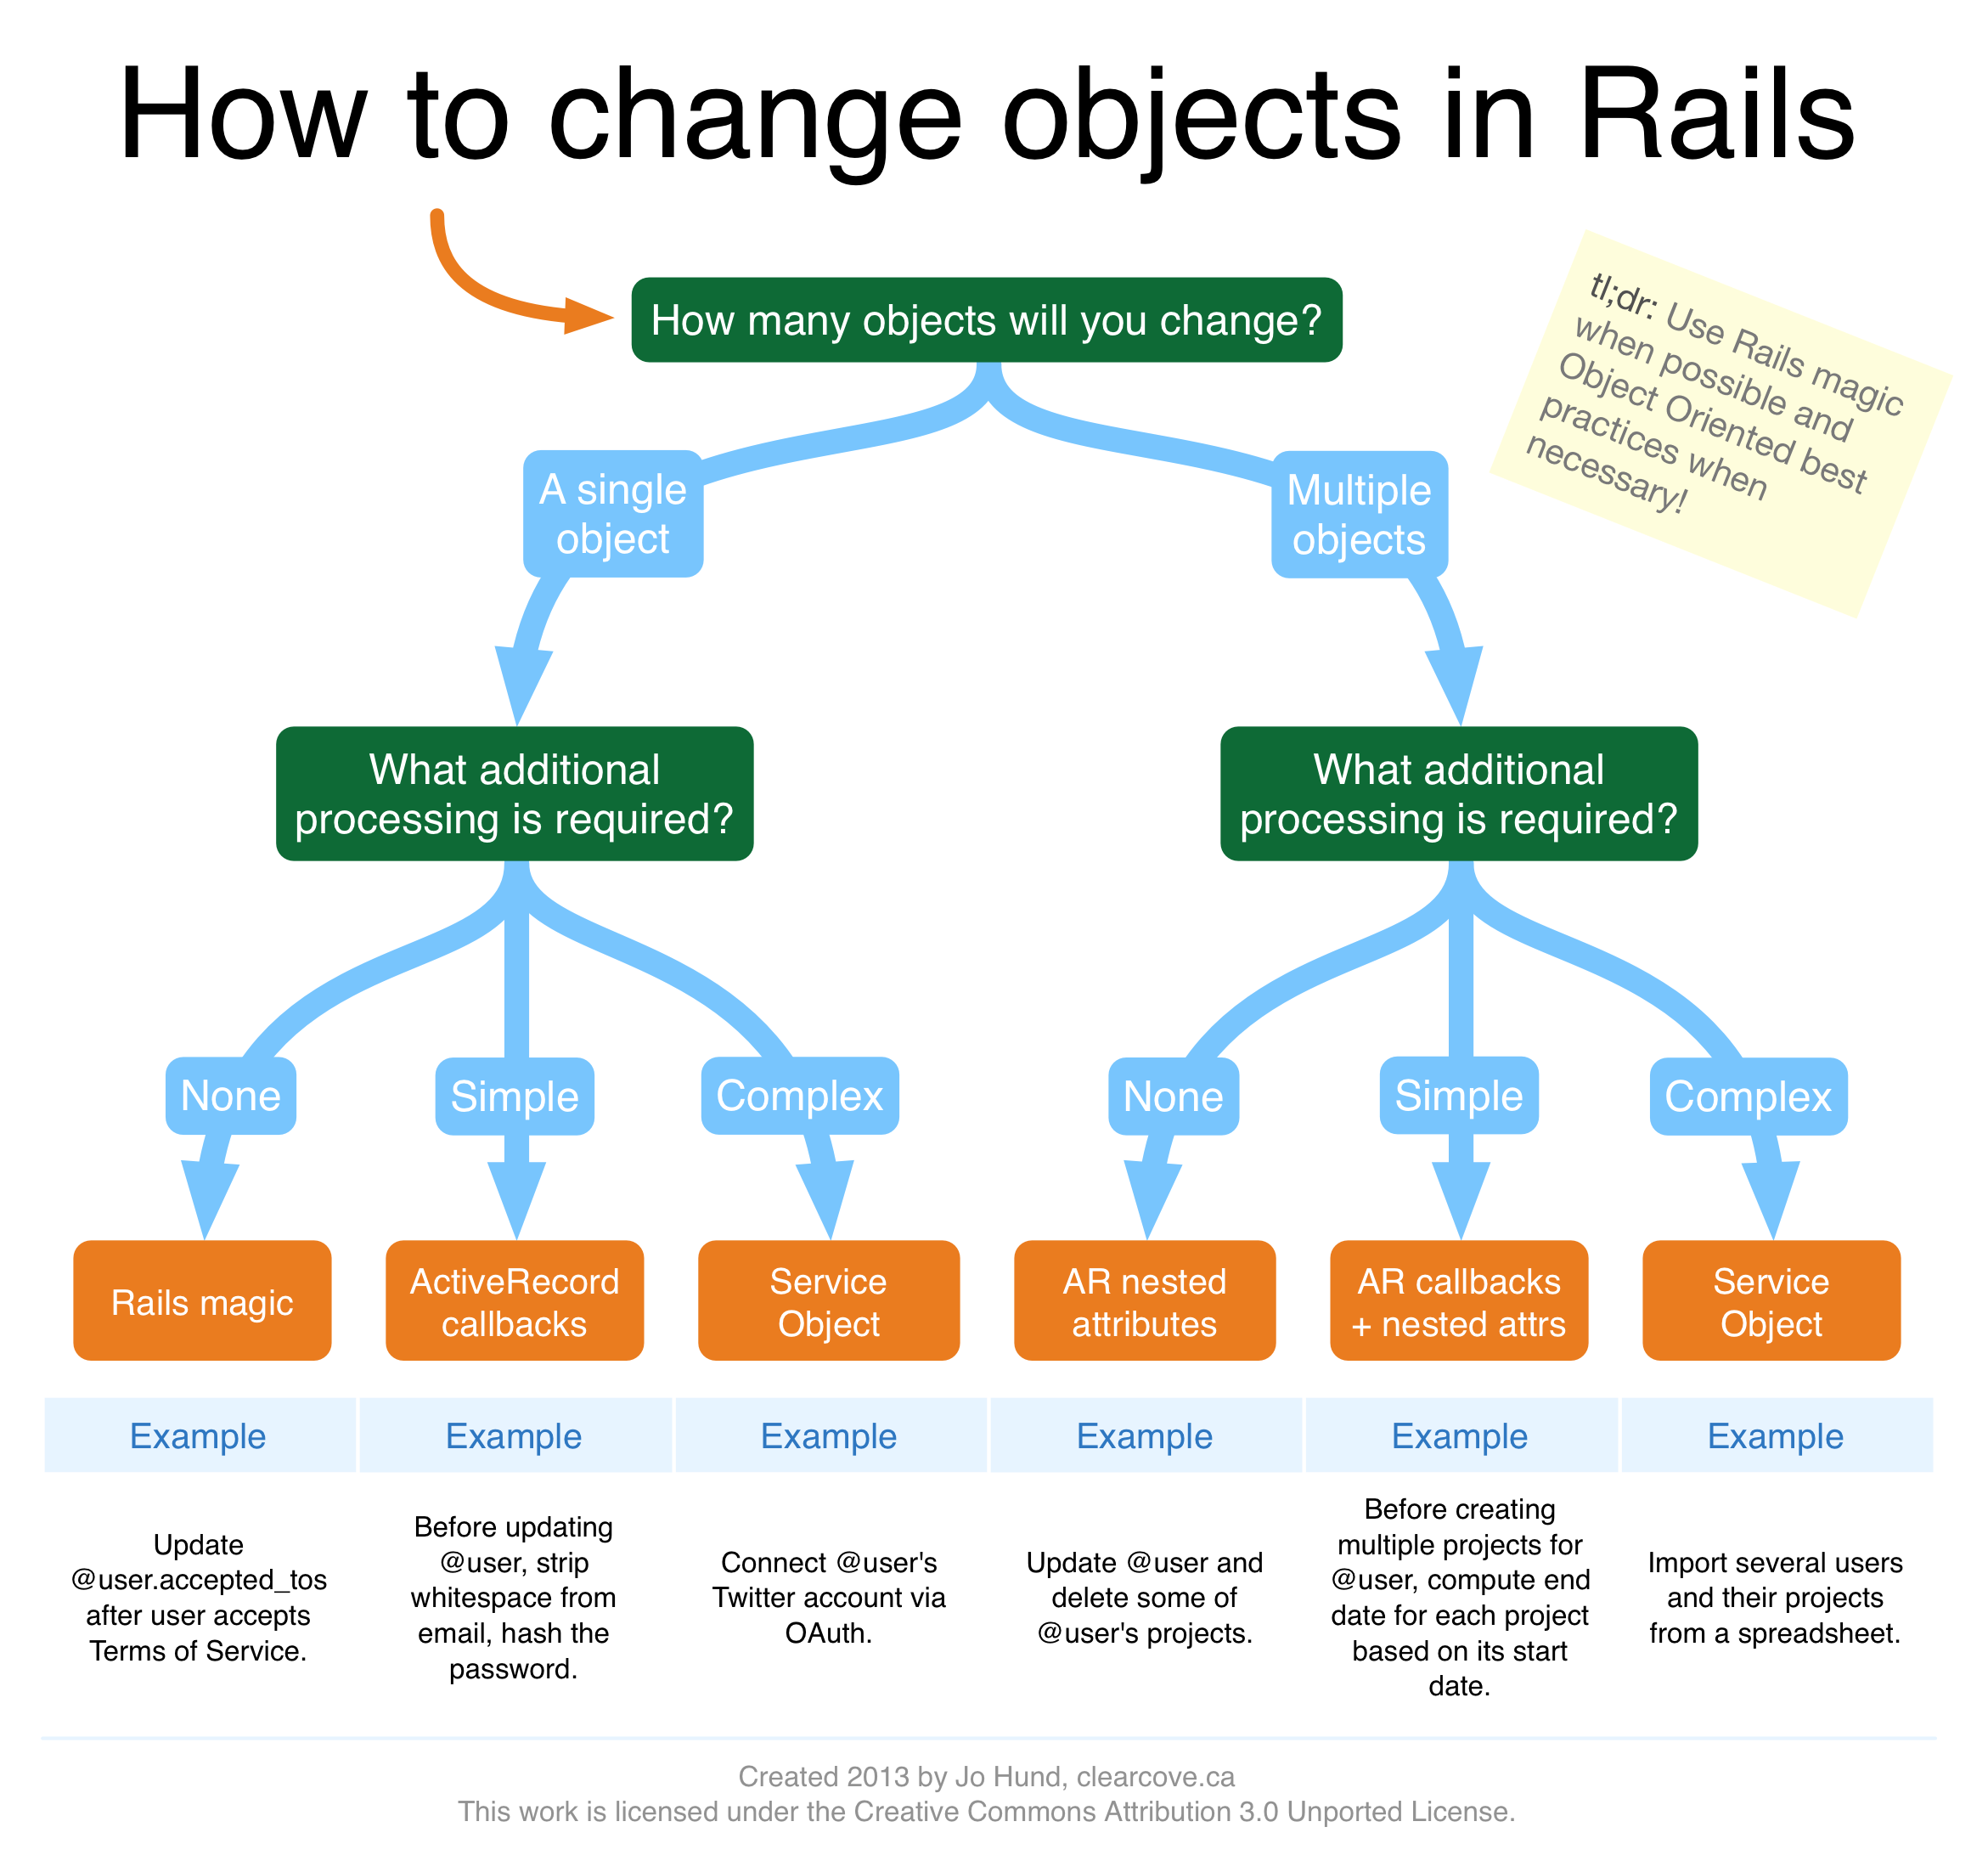 How to change objects in Rails
How many objects will you change?
tl;dr: Use Rails magic
when possible and
Object Oriented best
practices when
necessary!
A single
object
Multiple
objects
What additional
processing is required?
What additional
processing is required?
None
Simple
Complex
None
Simple
Complex
Rails magic
ActiveRecord
callbacks
Service
Object
AR nested
attributes
AR callbacks
+ nested attrs
Service
Object
Example
Example
Example
Example
Example
Example
Update
@user.accepted_tos
after user accepts
Terms of Service.
Before updating
@user, strip
whitespace from
email, hash the
password.
Connect @user's
Twitter account via
OAuth.
Update @user and
delete some of
@user's projects.
Before creating
multiple projects for
@user, compute end
date for each project
based on its start
date.
Import several users
and their projects
from a spreadsheet.
Created 2013 by Jo Hund, clearcove.ca
This work is licensed under the Creative Commons Attribution 3.0 Unported License.